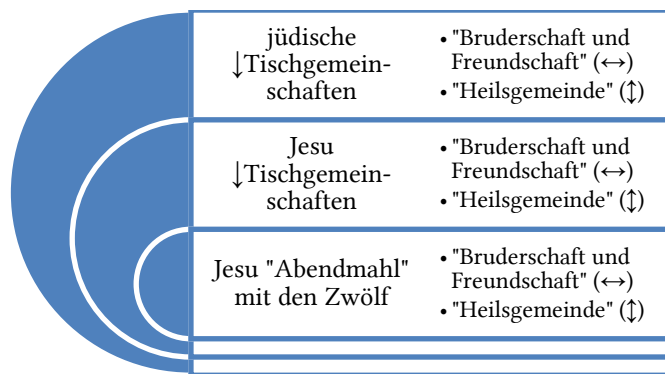 jüdische
↓Tischgemein-
schaften
• "Bruderschaft und
Freundschaft" (↔)
• "Heilsgemeinde" (↕)
Jesu
↓Tischgemein-
schaften
• "Bruderschaft und
Freundschaft" (↔)
• "Heilsgemeinde" (↕)
Jesu "Abendmahl"
mit den Zwölf
• "Bruderschaft und
Freundschaft" (↔)
• "Heilsgemeinde" (↕)